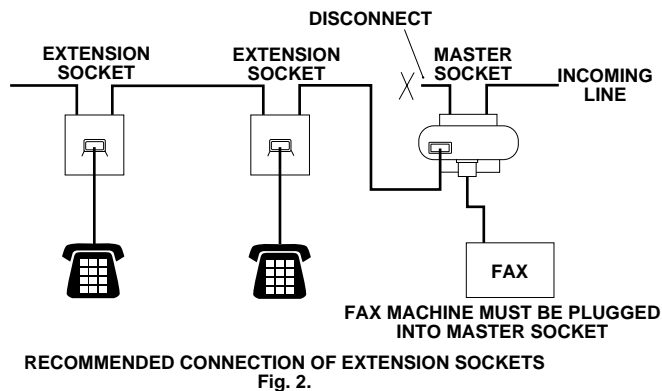 DISCONNECT
EXTENSION
SOCKET
EXTENSION
SOCKET
MASTER
SOCKET
INCOMING
LINE
FAX
FAX MACHINE MUST BE PLUGGED
INTO MASTER SOCKET
RECOMMENDED CONNECTION OF EXTENSION SOCKETS
Fig. 2.